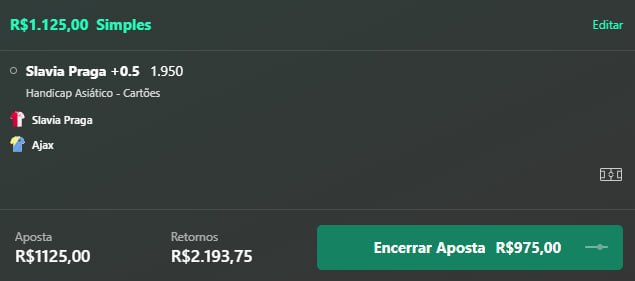 R$1.125,00 Simples Editar
Slavia Praga +0.5 1.950
Handicap Asiático - Cartões
Slavia Praga
Ajax
Aposta Retornos Encerrar Aposta R$975,00
R$1125,00 R$2.193,75